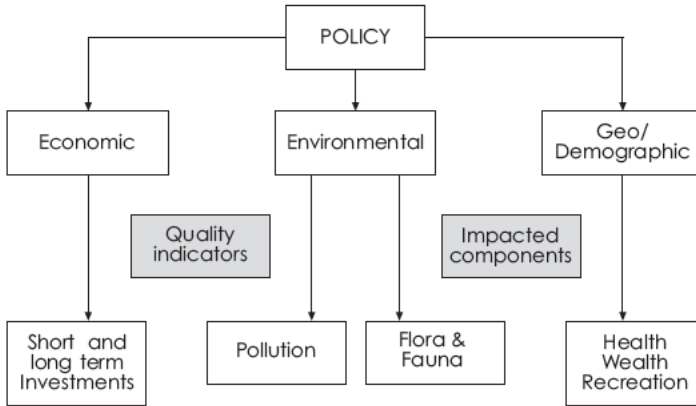 POLICY
Economic
Environmental
Geo/
Demographic
Quality
indicators
Impacted
components
Short and
long term
Investments
Pollution
Flora &
Fauna
Health
Wealth
Recreation